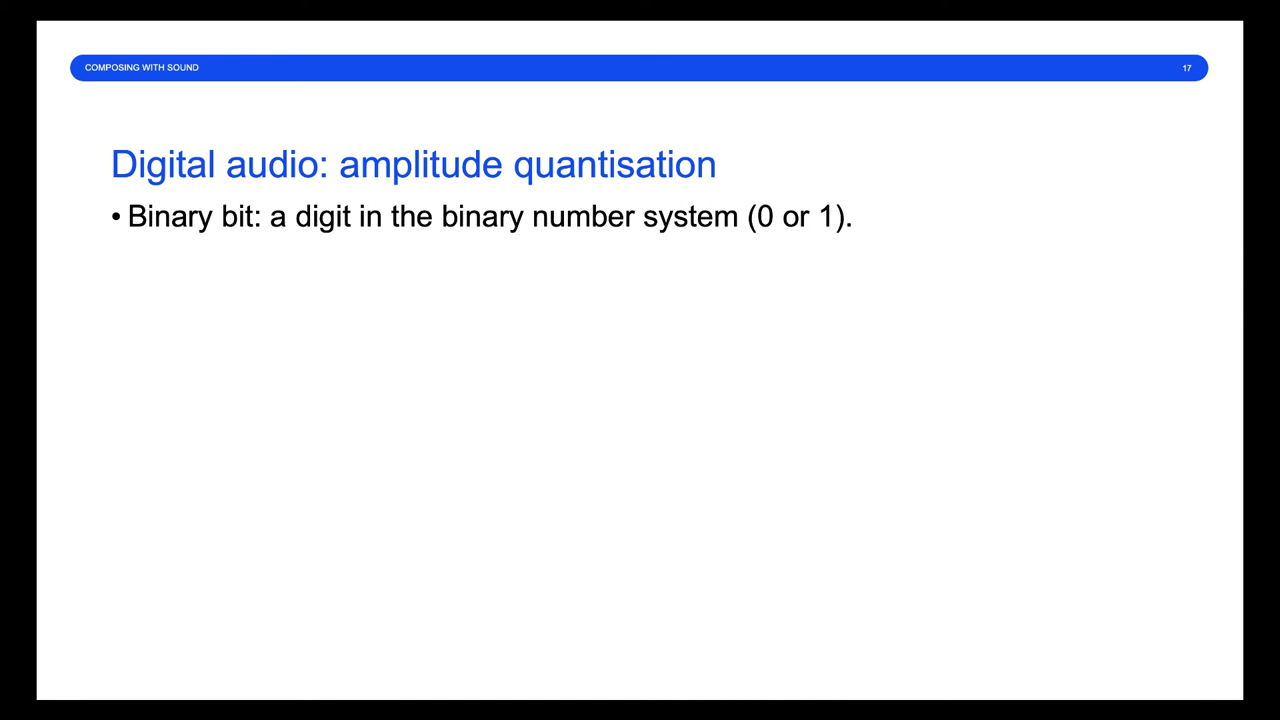 COMPOSING WITH SOUND 17
Digital audio: amplitude quantisation
• Binary bit: a digit in the binary number system (0 or 1).